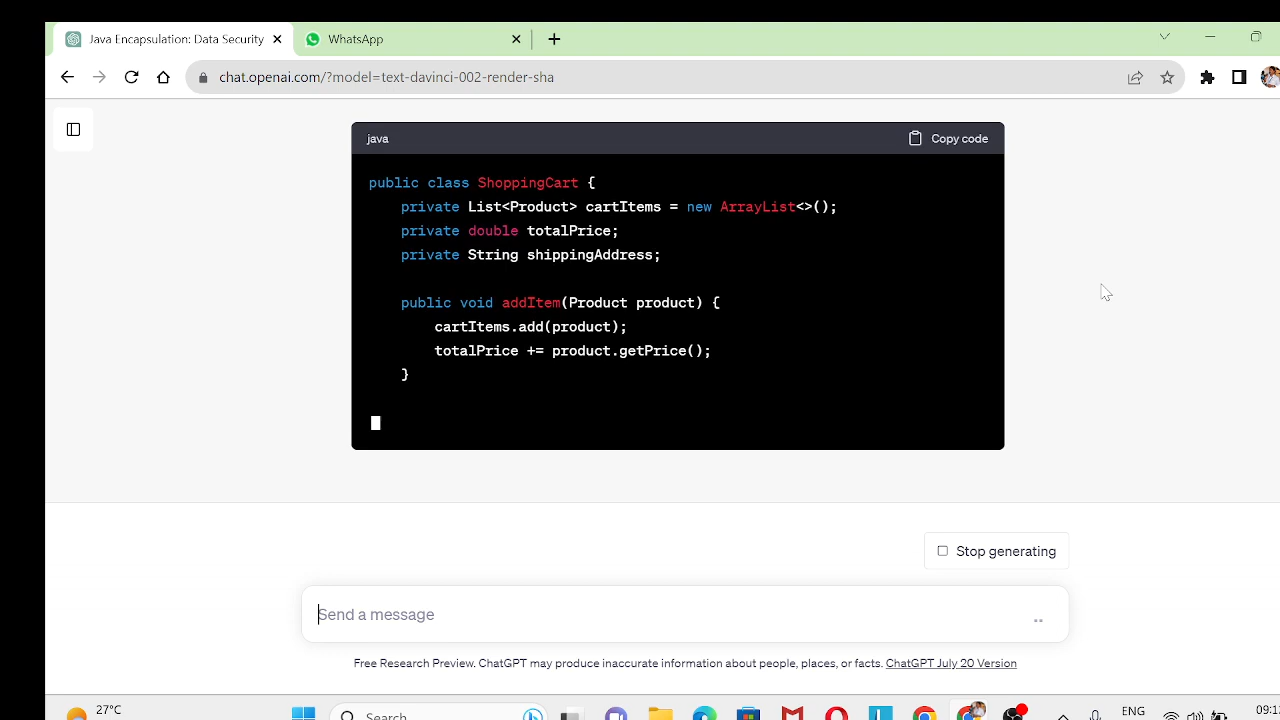 Java Encapsulation: Data Security
WhatsApp
chat.openai.com/?model=text-davinci-002-render-sha
java
Copy code
public class ShoppingCart {
    private List<Product> cartItems = new ArrayList<>();
    private double totalPrice;
    private String shippingAddress;
    public void addItem(Product product) {
        cartItems.add(product);
        totalPrice += product.getPrice();
    }
Stop generating
Send a message
Free Research Preview. ChatGPT may produce inaccurate information about people, places, or facts. ChatGPT July 20 Version
27°C
Search
ENG